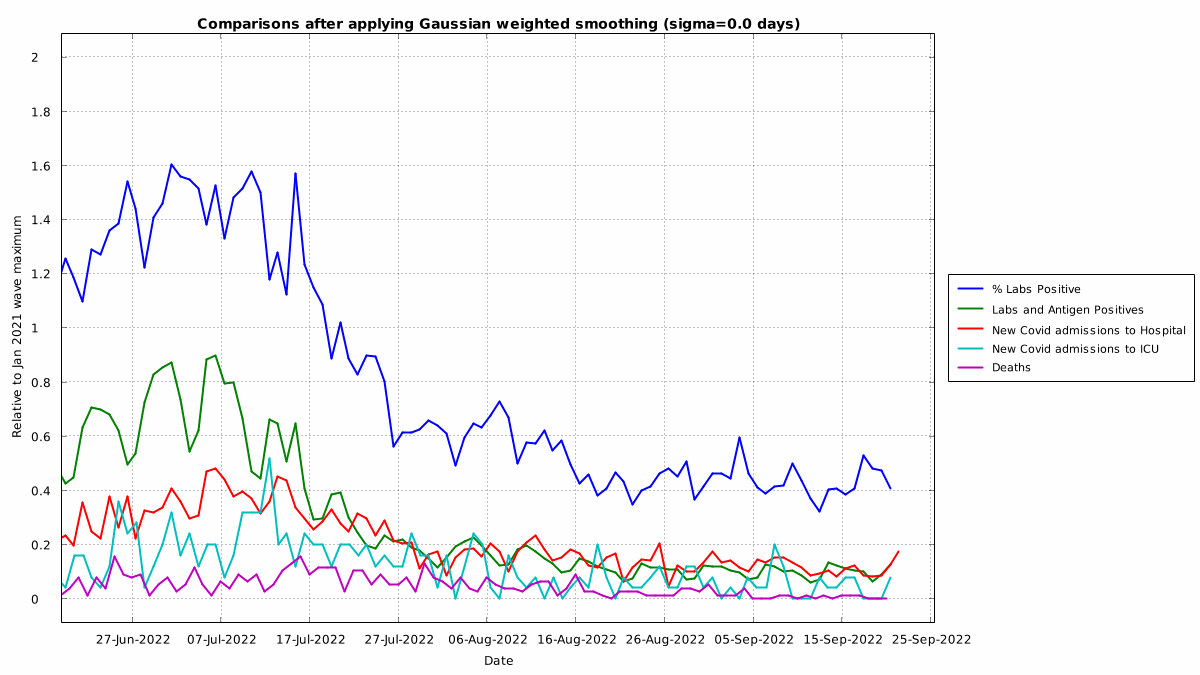 Comparisons after applying Gaussian weighted smoothing (sigma=0.0 days)
2
1.8
1.6
1.4
1.2
1
0.8
0.6
0.4
0.2
0
Relative to Jan 2021 wave maximum
27-Jun-2022 07-Jul-2022 17-Jul-2022 27-Jul-2022 06-Aug-2022 16-Aug-2022 26-Aug-2022 05-Sep-2022 15-Sep-2022 25-Sep-2022
Date
% Labs Positive
Labs and Antigen Positives
New Covid admissions to Hospital
New Covid admissions to ICU
Deaths